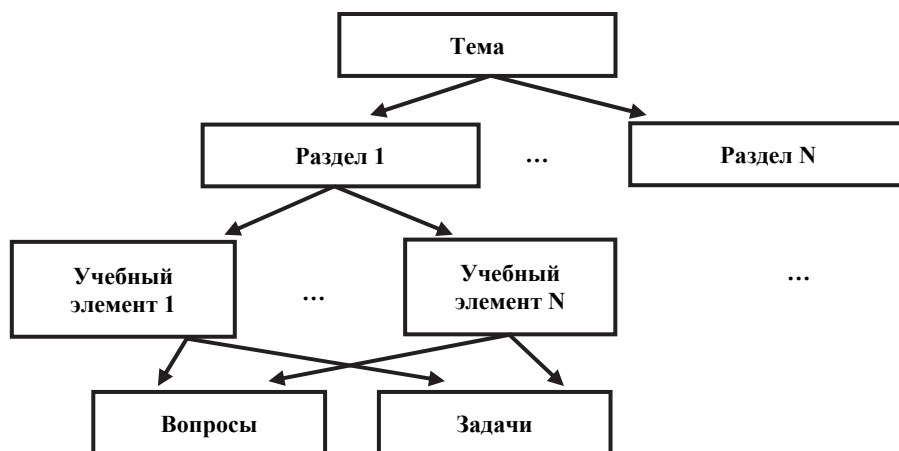 Тема
Раздел 1
...
Раздел N
Учебный
элемент 1
...
Учебный
элемент N
...
Вопросы
Задачи